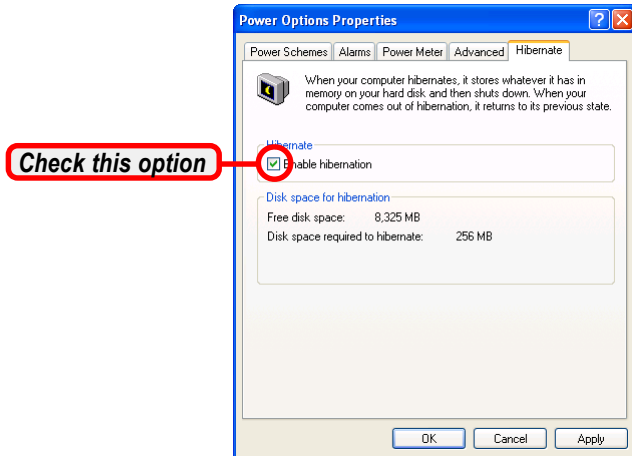 Power Options Properties
Power Schemes Alarms Power Meter Advanced Hibernate
When your computer hibernates, it stores whatever it has in
memory on your hard disk and then shuts down. When your
computer comes out of hibernation, it returns to its previous state.
Hibernate
Check this option
Enable hibernation
Disk space for hibernation
Free disk space: 8,325 MB
Disk space required to hibernate: 256 MB
OK Cancel Apply